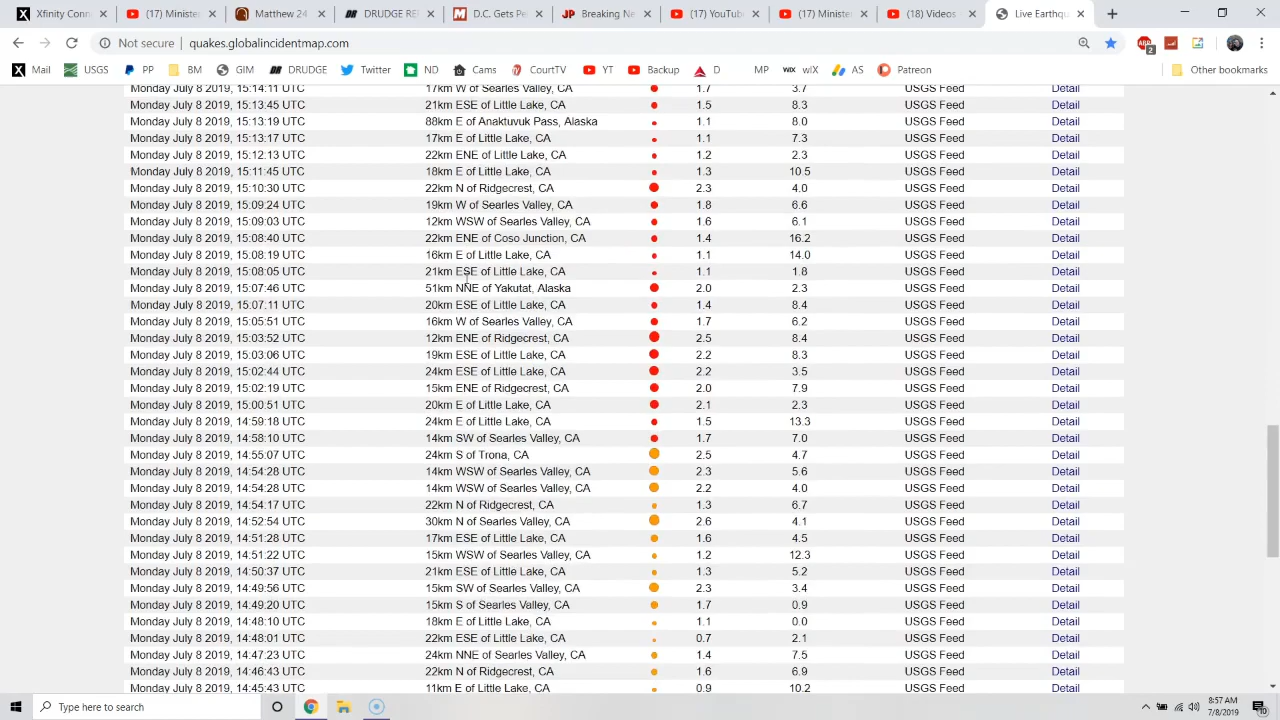 Xfinity Conn
(17) Ministe
Matthew 24
DRUDGE RE
D.C. Gets Pe
Breaking Ne
(17) YouTub
(17) Ministe
(18) Videos
Live Earthqu
Not secure | quakes.globalincidentmap.com
Mail USGS PP BM GIM DRUDGE Twitter ND Cams CourtTV YT Backup D MP WIX wIX AS Patreon Other bookmarks
Monday July 8 2019, 15:14:11 UTC 17km W of Searles Valley, CA 1.7 3.7 USGS Feed Detail
Monday July 8 2019, 15:13:45 UTC 21km ESE of Little Lake, CA 1.5 8.3 USGS Feed Detail
Monday July 8 2019, 15:13:19 UTC 88km E of Anaktuvuk Pass, Alaska 1.1 8.0 USGS Feed Detail
Monday July 8 2019, 15:13:17 UTC 17km E of Little Lake, CA 1.1 7.3 USGS Feed Detail
Monday July 8 2019, 15:12:13 UTC 22km ENE of Little Lake, CA 1.2 2.3 USGS Feed Detail
Monday July 8 2019, 15:11:45 UTC 18km E of Little Lake, CA 1.3 10.5 USGS Feed Detail
Monday July 8 2019, 15:10:30 UTC 22km N of Ridgecrest, CA 2.3 4.0 USGS Feed Detail
Monday July 8 2019, 15:09:24 UTC 19km W of Searles Valley, CA 1.8 6.6 USGS Feed Detail
Monday July 8 2019, 15:09:03 UTC 12km WSW of Searles Valley, CA 1.6 6.1 USGS Feed Detail
Monday July 8 2019, 15:08:40 UTC 22km ENE of Coso Junction, CA 1.4 16.2 USGS Feed Detail
Monday July 8 2019, 15:08:19 UTC 16km E of Little Lake, CA 1.1 14.0 USGS Feed Detail
Monday July 8 2019, 15:08:05 UTC 21km ESE of Little Lake, CA 1.1 1.8 USGS Feed Detail
Monday July 8 2019, 15:07:46 UTC 51km NNE of Yakutat, Alaska 2.0 2.3 USGS Feed Detail
Monday July 8 2019, 15:07:11 UTC 20km ESE of Little Lake, CA 1.4 8.4 USGS Feed Detail
Monday July 8 2019, 15:05:51 UTC 16km W of Searles Valley, CA 1.7 6.2 USGS Feed Detail
Monday July 8 2019, 15:03:52 UTC 12km ENE of Ridgecrest, CA 2.5 8.4 USGS Feed Detail
Monday July 8 2019, 15:03:06 UTC 19km ESE of Little Lake, CA 2.2 8.3 USGS Feed Detail
Monday July 8 2019, 15:02:44 UTC 24km ESE of Little Lake, CA 2.2 3.5 USGS Feed Detail
Monday July 8 2019, 15:02:19 UTC 15km ENE of Ridgecrest, CA 2.0 7.9 USGS Feed Detail
Monday July 8 2019, 15:00:51 UTC 20km E of Little Lake, CA 2.1 2.3 USGS Feed Detail
Monday July 8 2019, 14:59:18 UTC 24km E of Little Lake, CA 1.5 13.3 USGS Feed Detail
Monday July 8 2019, 14:58:10 UTC 14km SW of Searles Valley, CA 1.7 7.0 USGS Feed Detail
Monday July 8 2019, 14:55:07 UTC 24km S of Trona, CA 2.5 4.7 USGS Feed Detail
Monday July 8 2019, 14:54:28 UTC 14km WSW of Searles Valley, CA 2.3 5.6 USGS Feed Detail
Monday July 8 2019, 14:54:28 UTC 14km WSW of Searles Valley, CA 2.2 4.0 USGS Feed Detail
Monday July 8 2019, 14:54:17 UTC 22km N of Ridgecrest, CA 1.3 6.7 USGS Feed Detail
Monday July 8 2019, 14:52:54 UTC 30km N of Searles Valley, CA 2.6 4.1 USGS Feed Detail
Monday July 8 2019, 14:51:28 UTC 17km ESE of Little Lake, CA 1.6 4.5 USGS Feed Detail
Monday July 8 2019, 14:51:22 UTC 15km WSW of Searles Valley, CA 1.2 12.3 USGS Feed Detail
Monday July 8 2019, 14:50:37 UTC 21km ESE of Little Lake, CA 1.3 5.2 USGS Feed Detail
Monday July 8 2019, 14:49:56 UTC 15km SW of Searles Valley, CA 2.3 3.4 USGS Feed Detail
Monday July 8 2019, 14:49:20 UTC 15km S of Searles Valley, CA 1.7 0.9 USGS Feed Detail
Monday July 8 2019, 14:48:10 UTC 18km E of Little Lake, CA 1.1 0.0 USGS Feed Detail
Monday July 8 2019, 14:48:01 UTC 22km ESE of Little Lake, CA 0.7 2.1 USGS Feed Detail
Monday July 8 2019, 14:47:23 UTC 24km NNE of Searles Valley, CA 1.4 7.5 USGS Feed Detail
Monday July 8 2019, 14:46:43 UTC 22km N of Ridgecrest, CA 1.6 6.9 USGS Feed Detail
Monday July 8 2019, 14:45:43 UTC 11km E of Little Lake, CA 0.9 10.2 USGS Feed Detail
Type here to search
8:57 AM
7/8/2019